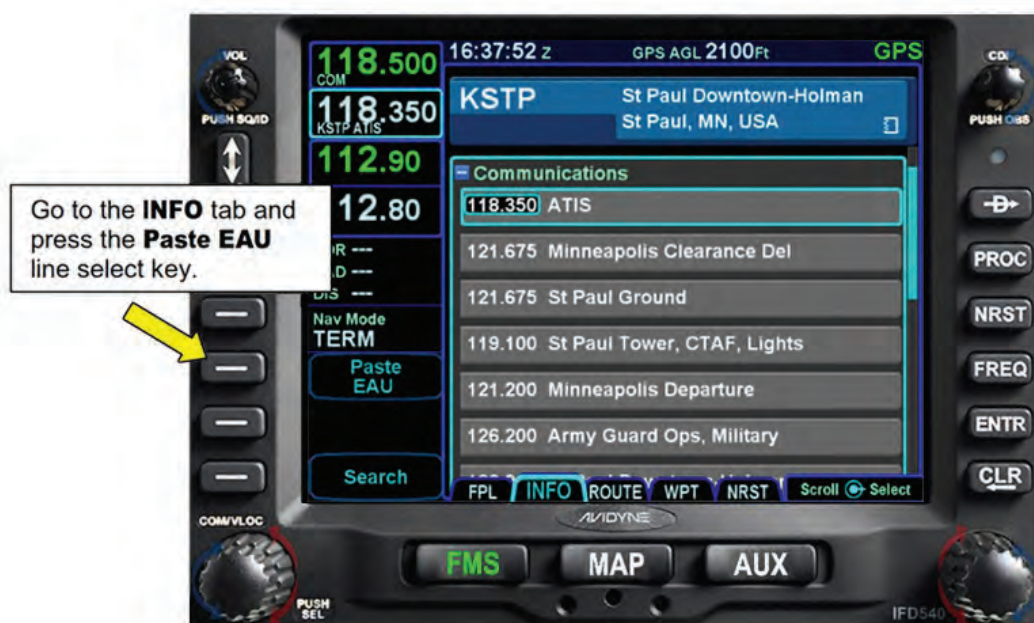 VOL
PUSH SQ/ID
118.500
COM
118.350
KSTP ATIS
112.90
12.80
DIS ---
Nav Mode
TERM
Paste
EAU
Search
16:37:52 Z GPS AGL 2100Ft GPS
KSTP St Paul Downtown-Holman
St Paul, MN, USA
Communications
118.350 ATIS
121.675 Minneapolis Clearance Del
121.675 St Paul Ground
119.100 St Paul Tower, CTAF, Lights
121.200 Minneapolis Departure
126.200 Army Guard Ops, Military
FPL INFO ROUTE WPT NRST Scroll Select
Go to the INFO tab and
press the Paste EAU
line select key.
CDI
PUSH OBS
D
PROC
NRST
FREQ
ENTR
CLR
COM/VLOC
PUSH
SEL
AVIDYNE
FMS MAP AUX
IFD540